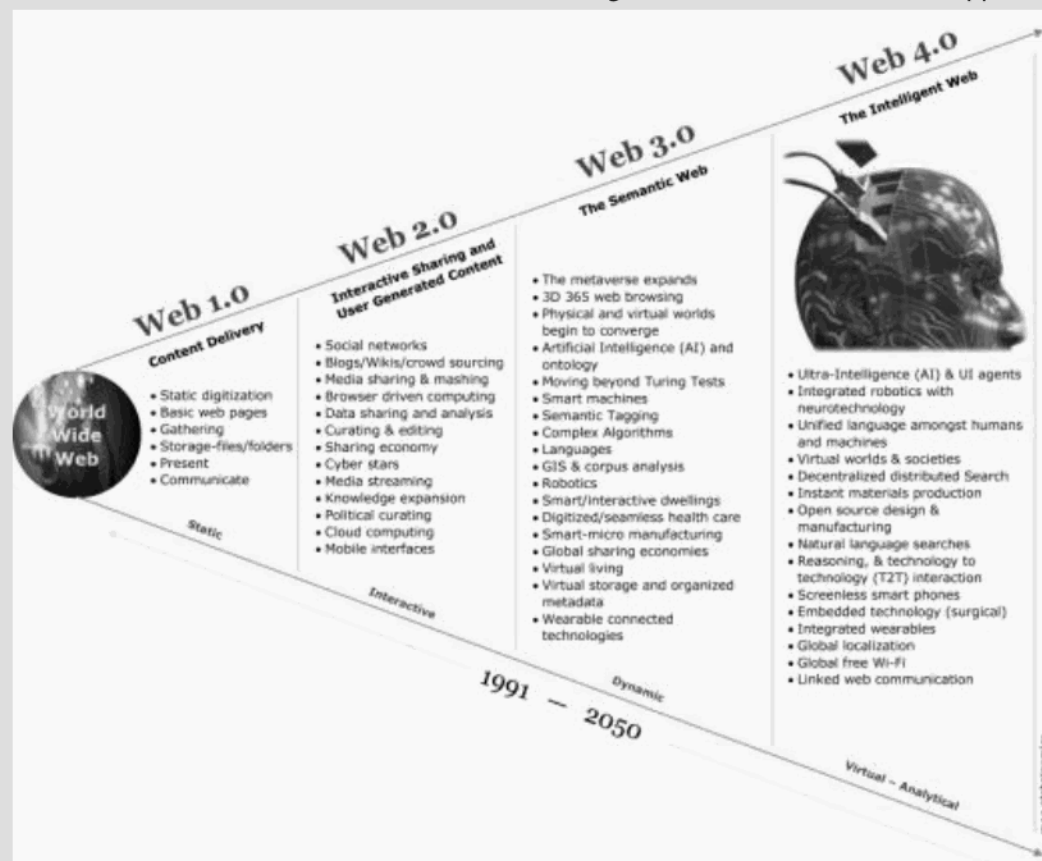 Web 1.0
Content Delivery
World
Wide
Web
• Static digitization
• Basic web pages
• Gathering
• Storage-files/folders
• Present
• Communicate
Static
Web 2.0
Interactive Sharing and
User Generated Content
• Social networks
• Blogs/Wikis/crowd sourcing
• Media sharing & mashing
• Browser driven computing
• Data sharing and analysis
• Curating & editing
• Sharing economy
• Cyber stars
• Media streaming
• Knowledge expansion
• Political curating
• Cloud computing
• Mobile interfaces
Interactive
Web 3.0
The Semantic Web
• The metaverse expands
• 3D 365 web browsing
• Physical and virtual worlds
begin to converge
• Artificial Intelligence (AI) and
ontology
• Moving beyond Turing Tests
• Smart machines
• Semantic Tagging
• Complex Algorithms
• Languages
• GIS & corpus analysis
• Robotics
• Smart/interactive dwellings
• Digitized/seamless health care
• Smart-micro manufacturing
• Global sharing economies
• Virtual living
• Virtual storage and organized
metadata
• Wearable connected
technologies
Dynamic
Web 4.0
The Intelligent Web
• Ultra-Intelligence (AI) & UI agents
• Integrated robotics with
neurotechnology
• Unified language amongst humans
and machines
• Virtual worlds & societies
• Decentralized distributed Search
• Instant materials production
• Open source design &
manufacturing
• Natural language searches
• Reasoning, & technology to
technology (T2T) interaction
• Screenless smart phones
• Embedded technology (surgical)
• Integrated wearables
• Global localization
• Global free Wi-Fi
• Linked web communication
Virtual – Analytical
1991 — 2050